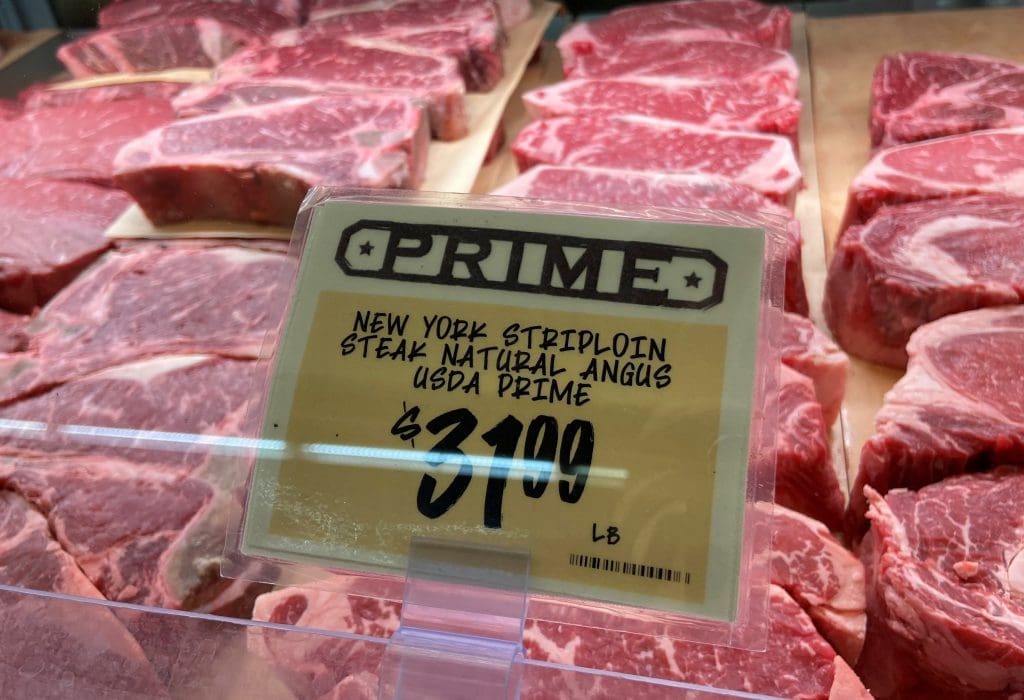 PRIME
NEW YORK STRIPLOIN
STEAK NATURAL ANGUS
USDA PRIME
$31.99
LB